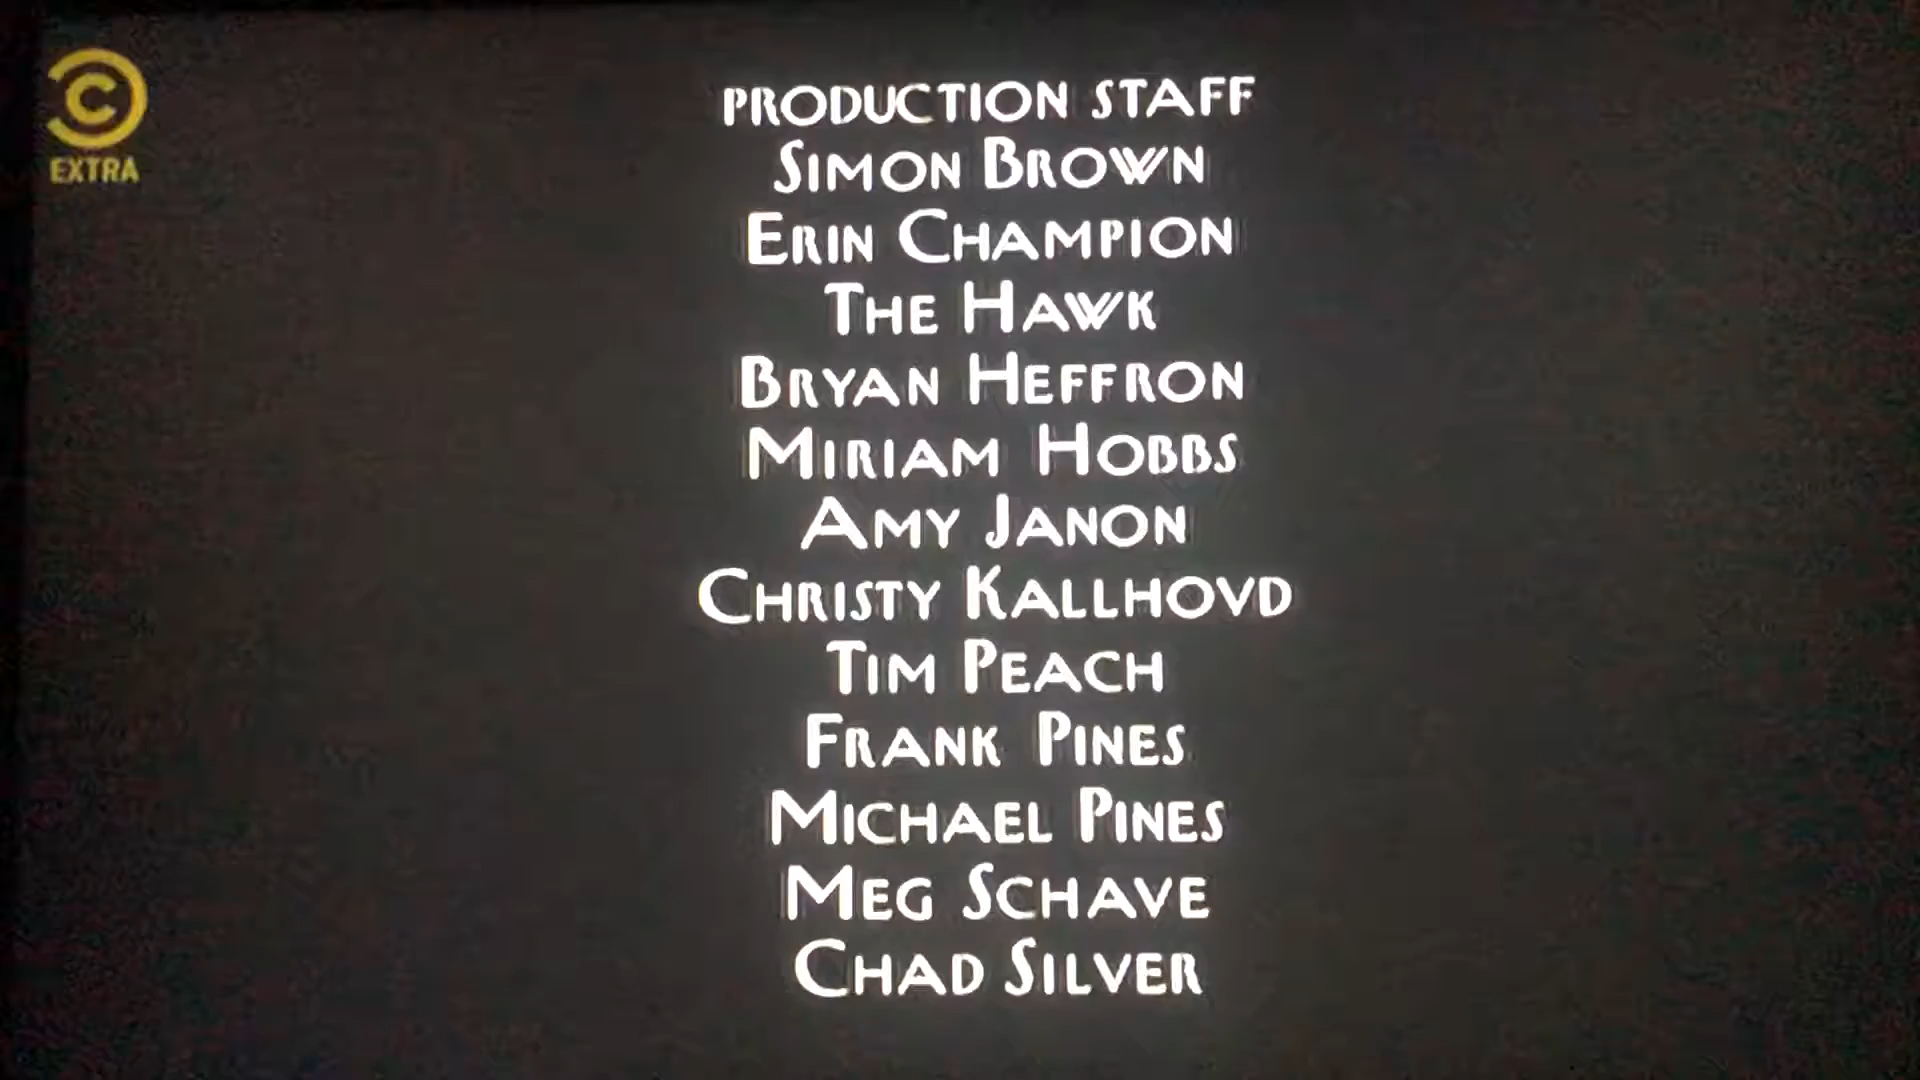 C
EXTRA
PRODUCTION STAFF
SIMON BROWN
ERIN CHAMPION
THE HAWK
BRYAN HEFFRON
MIRIAM HOBBS
AMY JANON
CHRISTY KALLHOVD
TIM PEACH
FRANK PINES
MICHAEL PINES
MEG SCHAVE
CHAD SILVER